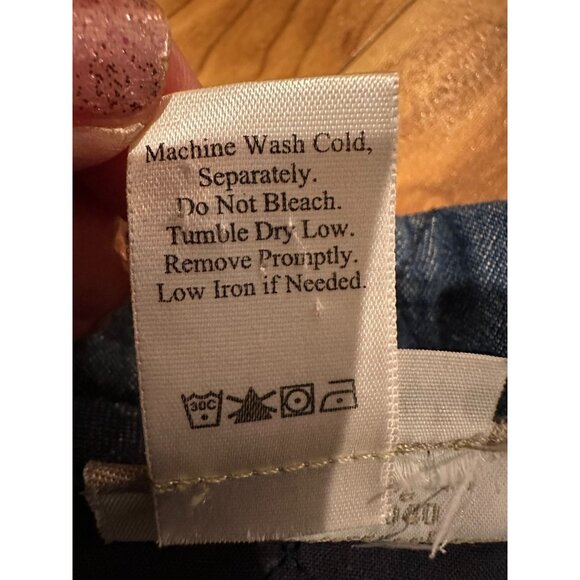 Machine Wash Cold,
Separately.
Do Not Bleach.
Tumble Dry Low.
Remove Promptly.
Low Iron if Needed.
30C